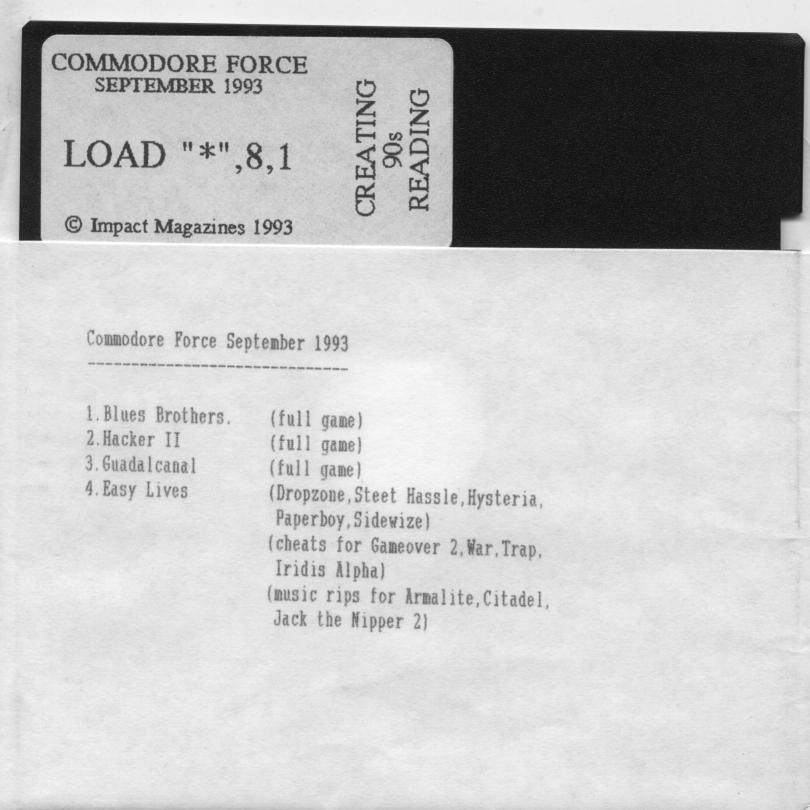 COMMODORE FORCE
SEPTEMBER 1993
LOAD "*",8,1
© Impact Magazines 1993
CREATING
90s
READING
Commodore Force September 1993
------------------------------
1.Blues Brothers. (full game)
2.Hacker II (full game)
3.Guadalcanal (full game)
4.Easy Lives (Dropzone,Steet Hassle,Hysteria,
Paperboy,Sidewize)
(cheats for Gameover 2,War,Trap,
Iridis Alpha)
(music rips for Armalite,Citadel,
Jack the Nipper 2)